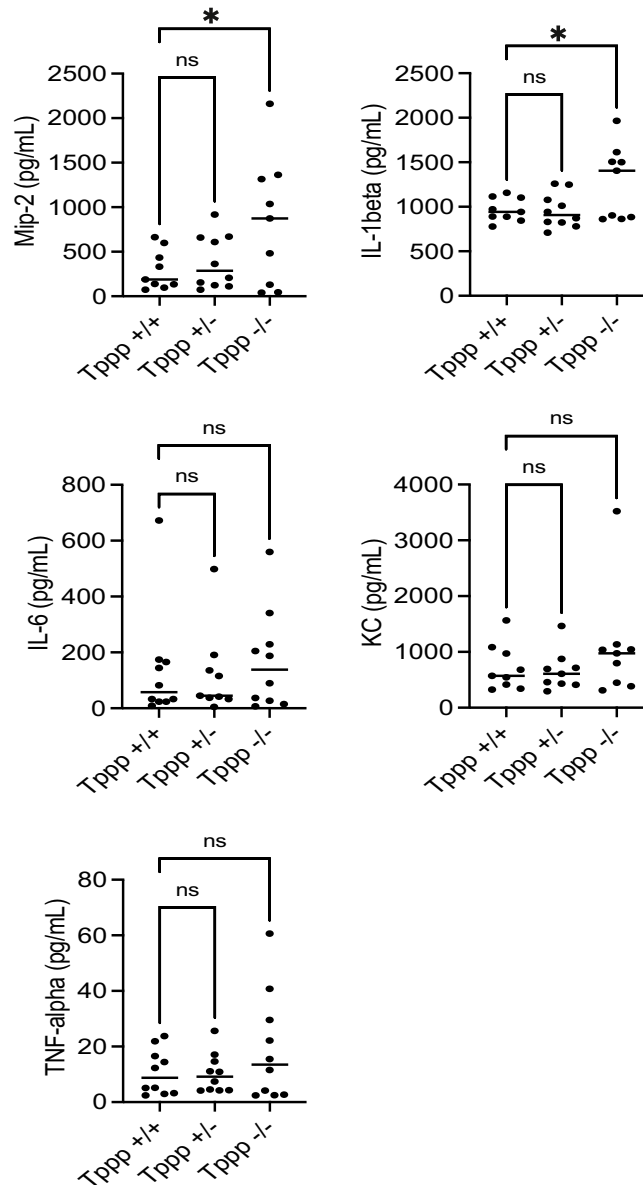 *
ns
2500
2000
1500
1000
500
0
Mip-2 (pg/mL)
Tppp +/+
Tppp +/-
Tppp -/-
*
ns
2500
2000
1500
1000
500
0
IL-1beta (pg/mL)
Tppp +/+
Tppp +/-
Tppp -/-
ns
ns
800
600
400
200
0
IL-6 (pg/mL)
Tppp +/+
Tppp +/-
Tppp -/-
ns
ns
4000
3000
2000
1000
0
KC (pg/mL)
Tppp +/+
Tppp +/-
Tppp -/-
ns
ns
80
60
40
20
0
TNF-alpha (pg/mL)
Tppp +/+
Tppp +/-
Tppp -/-